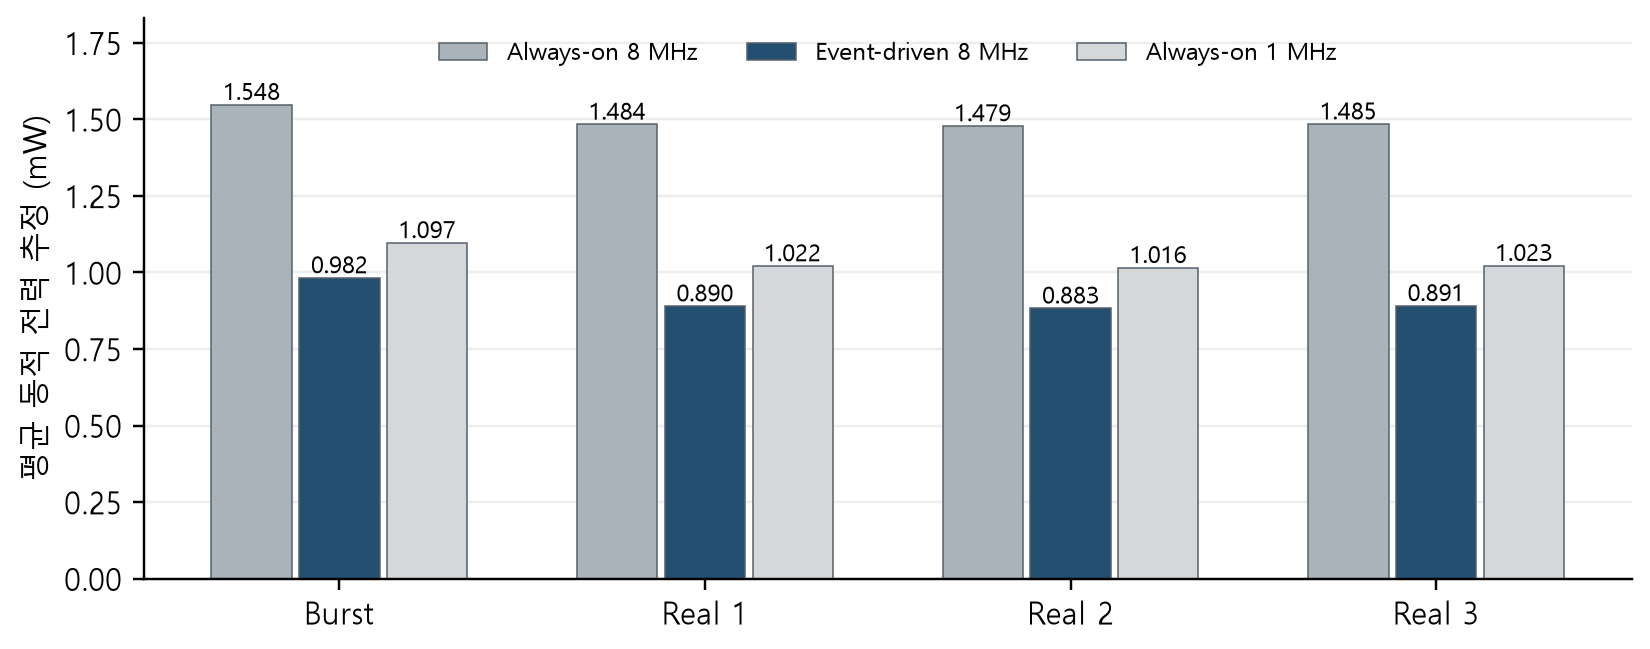 평균 동적 전력 추정 (mW)
1.75
1.50
1.25
1.00
0.75
0.50
0.25
0.00
Always-on 8 MHz Event-driven 8 MHz Always-on 1 MHz
1.548 0.982 1.097
1.484 0.890 1.022
1.479 0.883 1.016
1.485 0.891 1.023
Burst Real 1 Real 2 Real 3